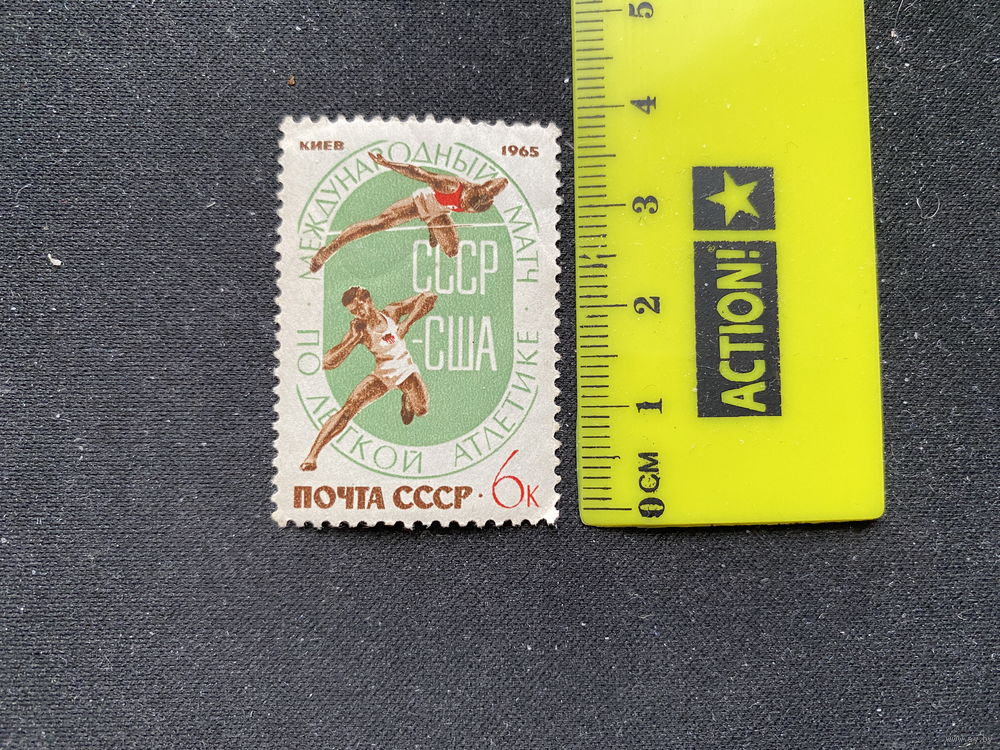 КИЕВ 1965
МЕЖДУНАРОДНЫЙ МАТЧ ·
ПО ЛЕГКОЙ АТЛЕТИКЕ ·
СССР
-США
ПОЧТА СССР · 6к
0 СМ 1 2 3 4 5
ACTION!